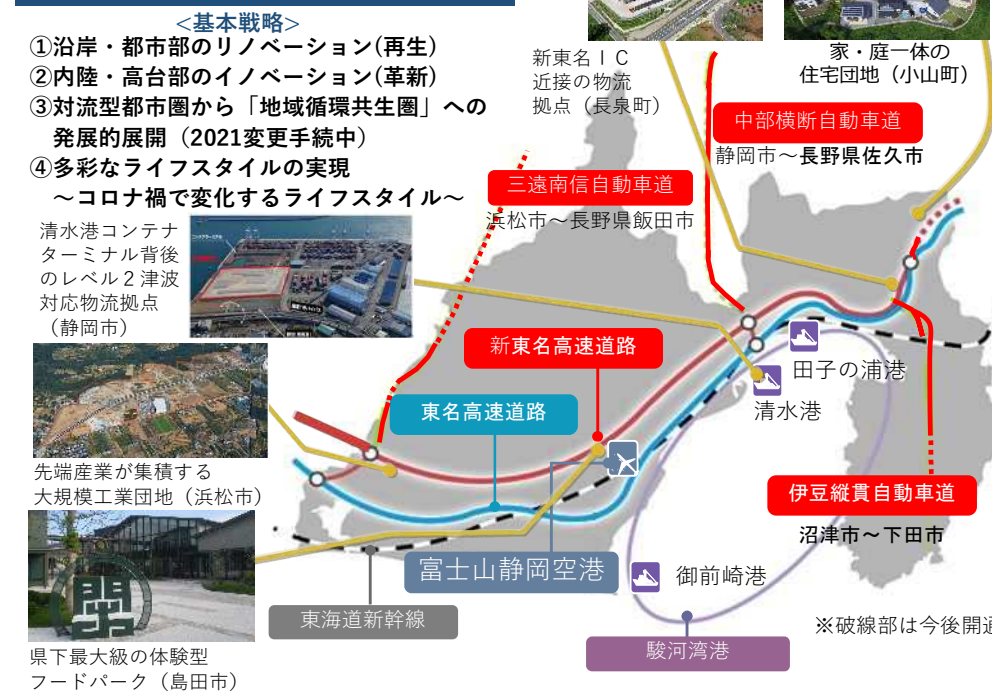 <基本戦略>
①沿岸・都市部のリノベーション(再生)
②内陸・高台部のイノベーション(革新)
③対流型都市圏から「地域循環共生圏」への
発展的展開（2021変更手続中）
④多彩なライフスタイルの実現
～コロナ禍で変化するライフスタイル～
新東名ＩＣ
近接の物流
拠点（長泉町）
家・庭一体の
住宅団地（小山町）
中部横断自動車道
静岡市～長野県佐久市
三遠南信自動車道
浜松市～長野県飯田市
清水港コンテナ
ターミナル背後
のレベル２津波
対応物流拠点
（静岡市）
新東名高速道路
田子の浦港
清水港
東名高速道路
先端産業が集積する
大規模工業団地（浜松市）
伊豆縦貫自動車道
沼津市～下田市
富士山静岡空港
御前崎港
東海道新幹線
※破線部は今後開通
駿河湾港
県下最大級の体験型
フードパーク（島田市）